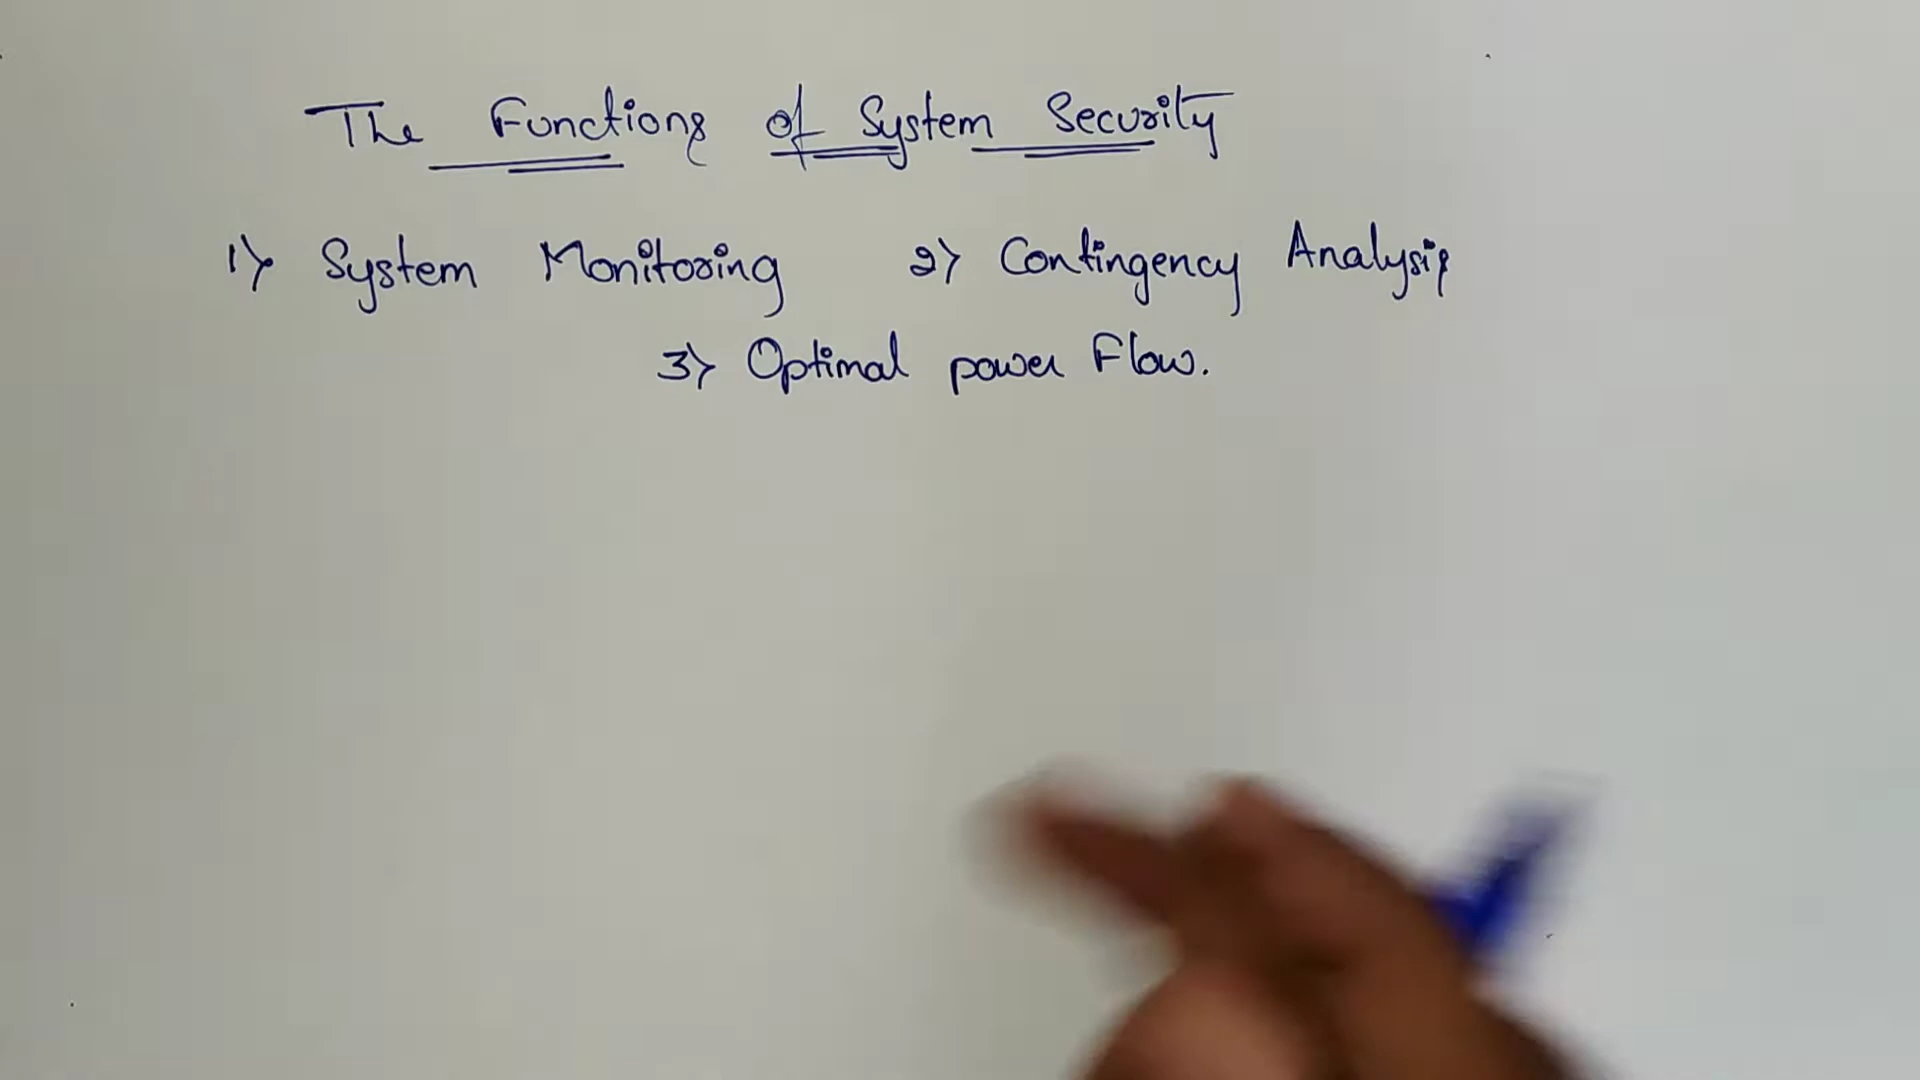 The Functions of System Security
1) System Monitoring 2) Contingency Analysis
3) Optimal power Flow.